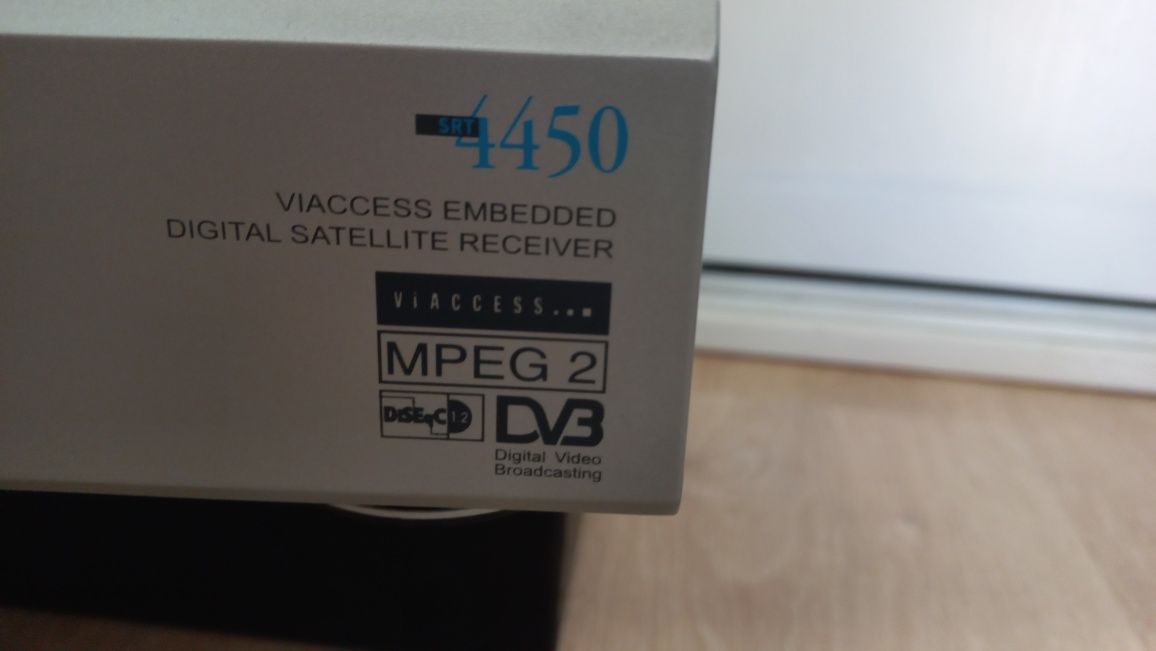 SRT 4450
VIACCESS EMBEDDED
DIGITAL SATELLITE RECEIVER
ViACCESS...
MPEG 2
DiSEqC 1 2
DVB
Digital Video
Broadcasting